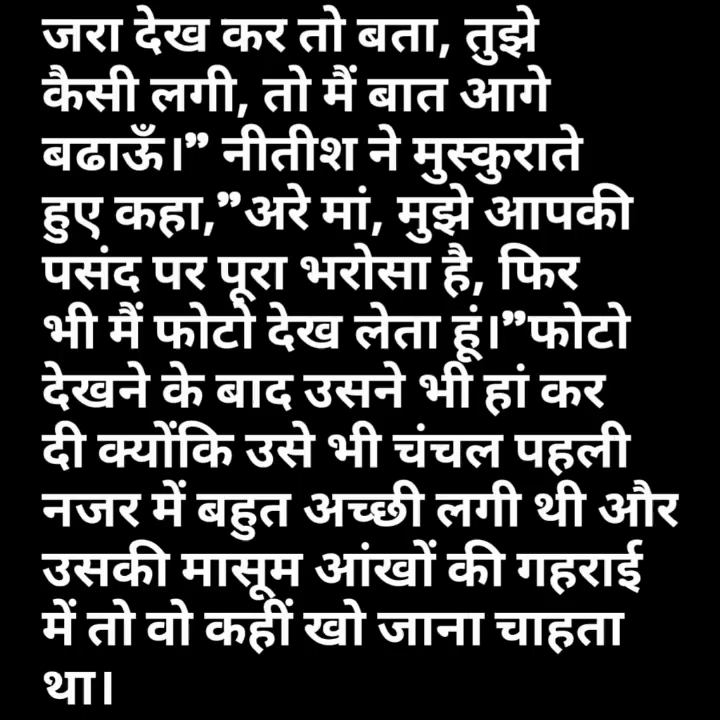 जरा देख कर तो बता, तुझे
कैसी लगी, तो मैं बात आगे
बढाऊँ।” नीतीश ने मुस्कुराते
हुए कहा,”अरे मां, मुझे आपकी
पसंद पर पूरा भरोसा है, फिर
भी मैं फोटो देख लेता हूं।”फोटो
देखने के बाद उसने भी हां कर
दी क्योंकि उसे भी चंचल पहली
नजर में बहुत अच्छी लगी थी और
उसकी मासूम आंखों की गहराई
में तो वो कहीं खो जाना चाहता
था।